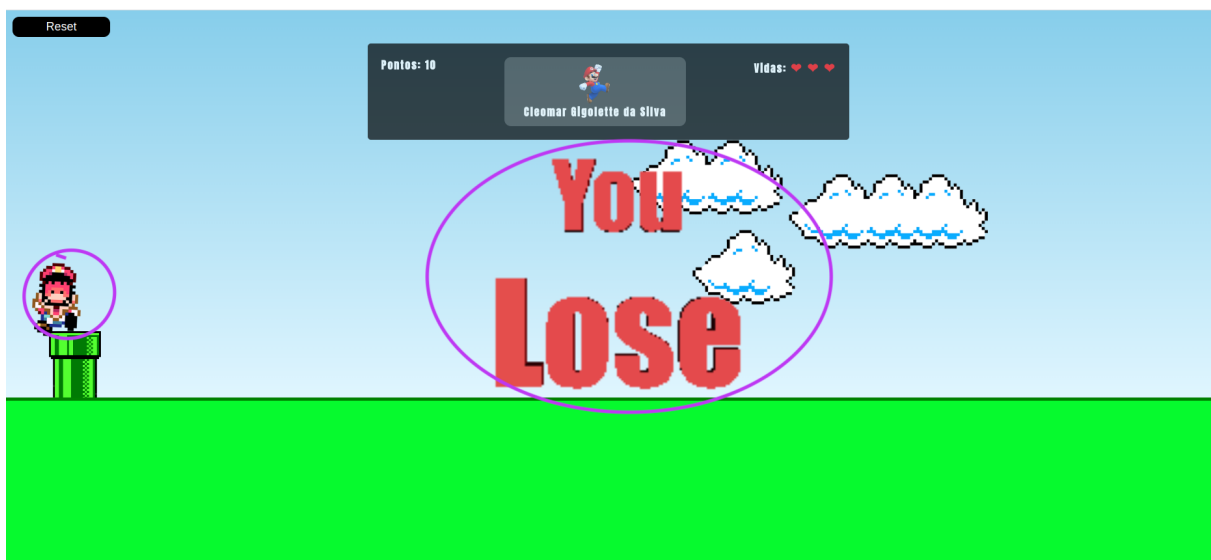 Reset
Pontos: 10
Cleomar Gigolette da Silva
Vidas: ❤ ❤ ❤
You
Lose